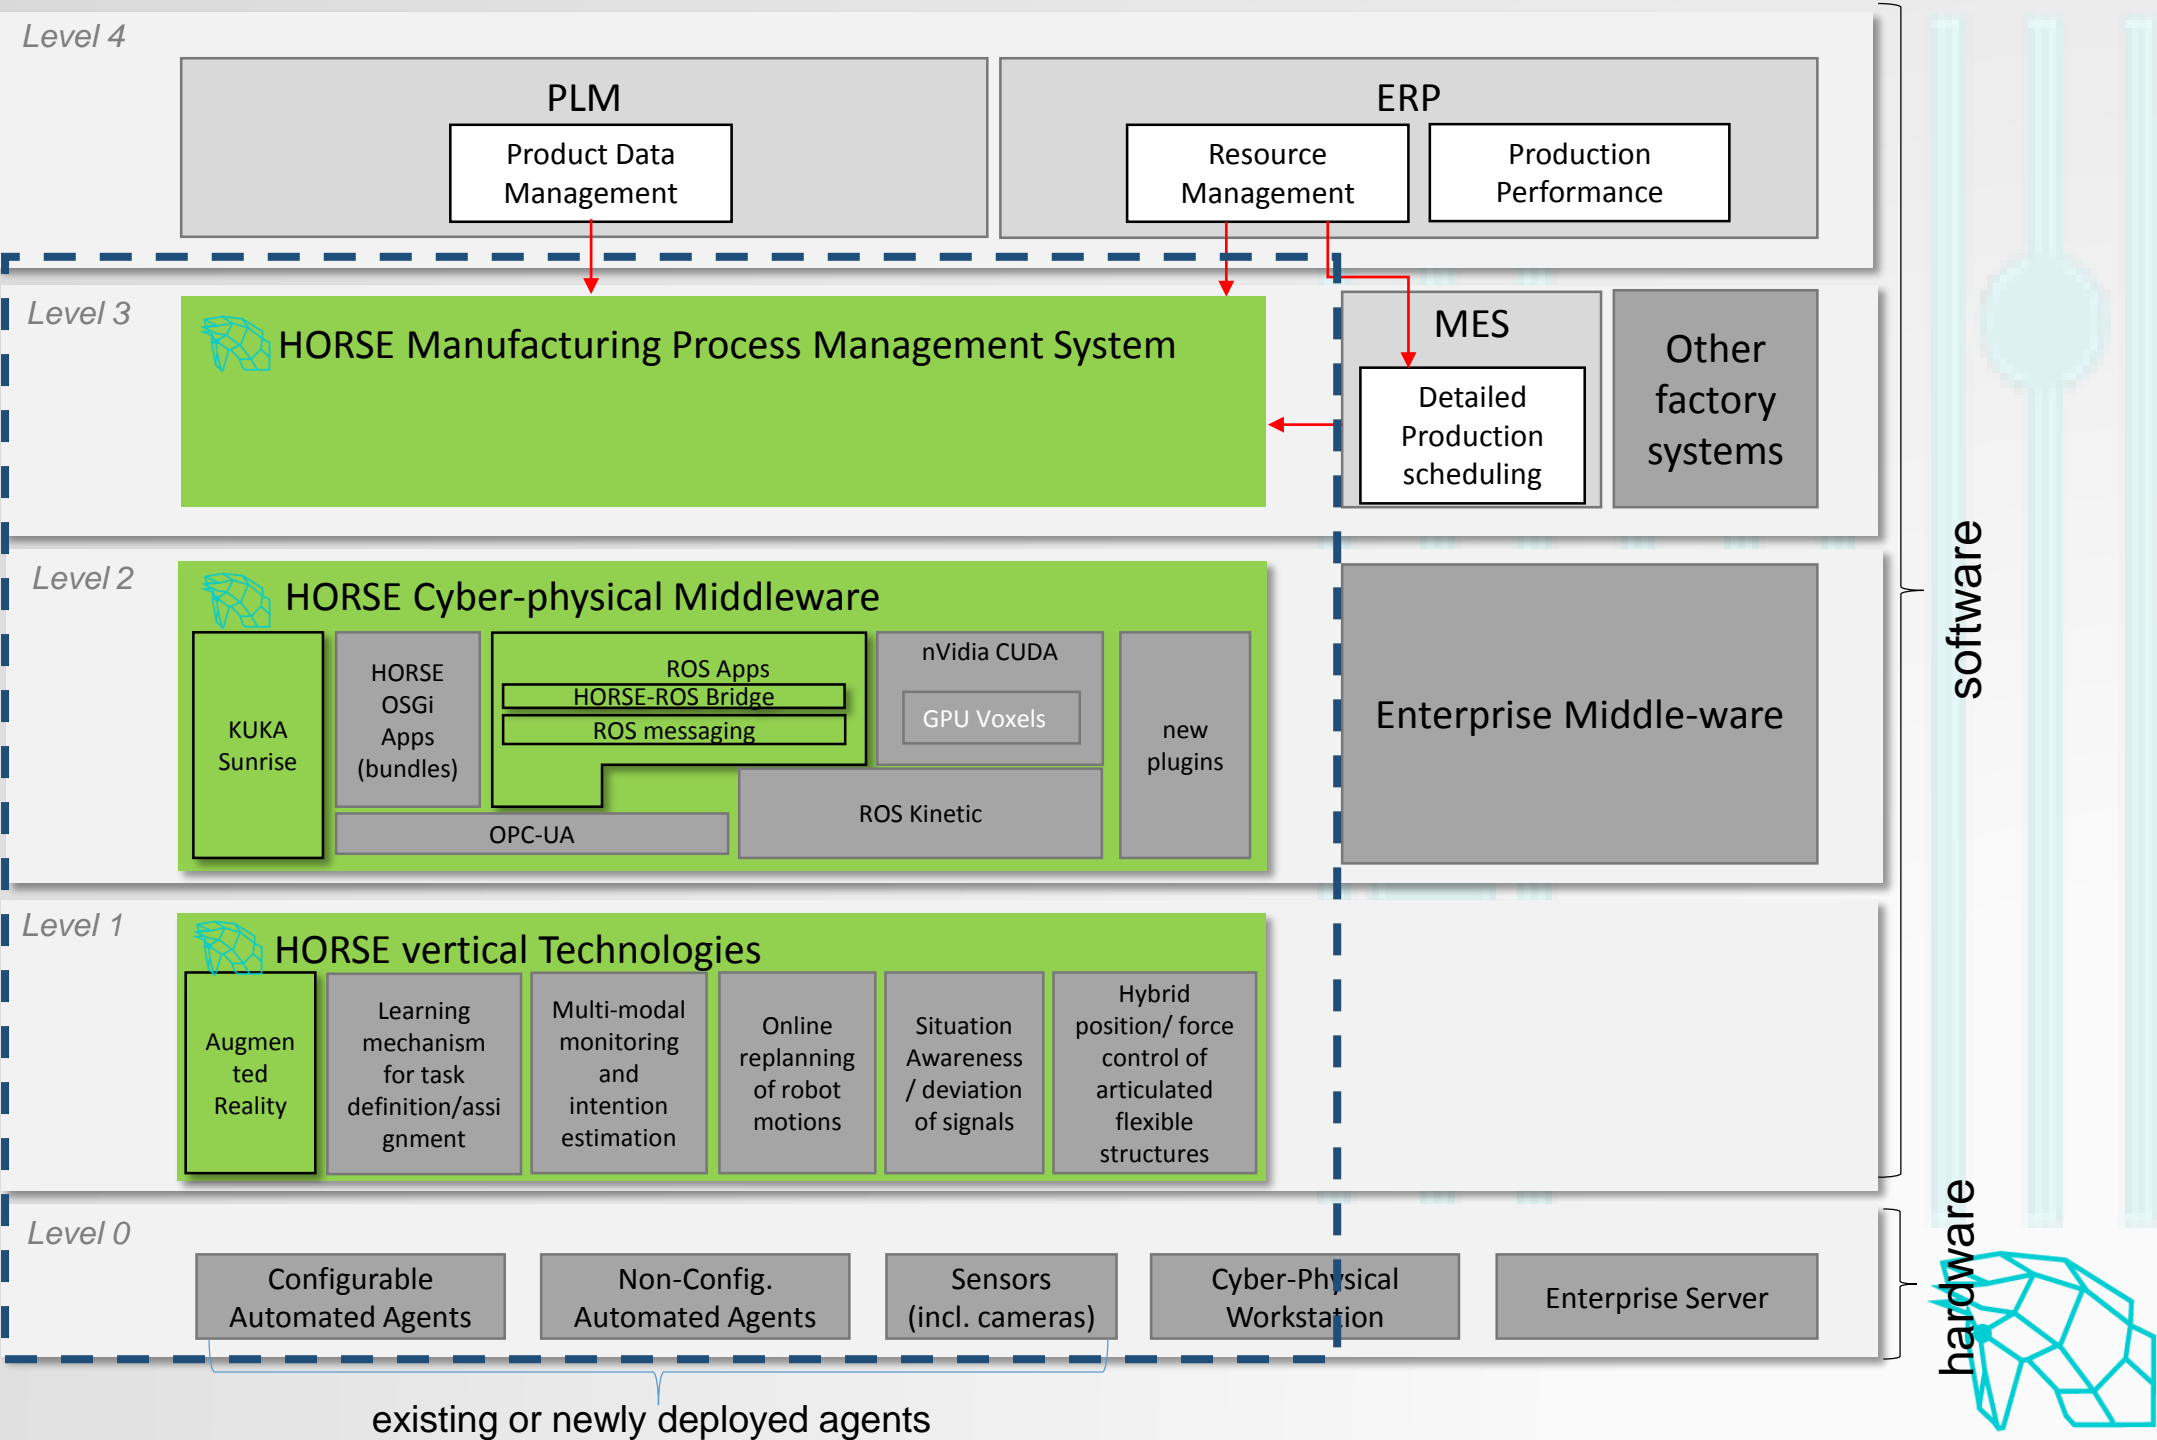 Level 4
PLM
Product Data
Management
ERP
Resource
Management
Production
Performance
Level 3
HORSE Manufacturing Process Management System
MES
Detailed
Production
scheduling
Other
factory
systems
Level 2
HORSE Cyber-physical Middleware
KUKA
Sunrise
HORSE
OSGi
Apps
(bundles)
ROS Apps
HORSE-ROS Bridge
ROS messaging
nVidia CUDA
GPU Voxels
new
plugins
OPC-UA
ROS Kinetic
Enterprise Middle-ware
software
Level 1
HORSE vertical Technologies
Augmen
ted
Reality
Learning
mechanism
for task
definition/assi
gnment
Multi-modal
monitoring
and
intention
estimation
Online
replanning
of robot
motions
Situation
Awareness
/ deviation
of signals
Hybrid
position/ force
control of
articulated
flexible
structures
Level 0
Configurable
Automated Agents
Non-Config.
Automated Agents
Sensors
(incl. cameras)
Cyber-Physical
Workstation
Enterprise Server
hardware
existing or newly deployed agents